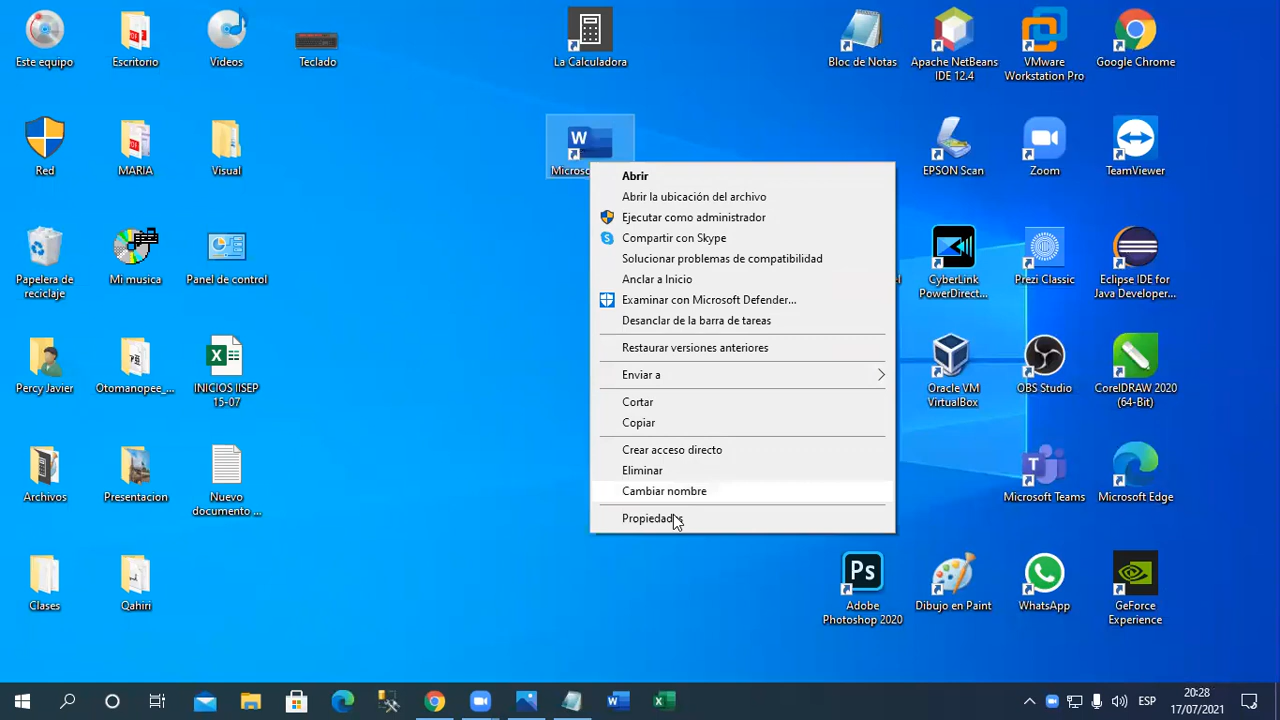 Este equipo
Escritorio
Videos
Teclado
La Calculadora
Bloc de Notas
Apache NetBeans
IDE 12.4
VMware
Workstation Pro
Google Chrome
Red
MARIA
Visual
W
EPSON Scan
Zoom
TeamViewer
Abrir
Abrir la ubicación del archivo
Ejecutar como administrador
Compartir con Skype
Solucionar problemas de compatibilidad
Anclar a Inicio
Examinar con Microsoft Defender...
Desanclar de la barra de tareas
Restaurar versiones anteriores
Enviar a
Cortar
Copiar
Crear acceso directo
Eliminar
Cambiar nombre
Propiedades
Papelera de
reciclaje
Mi musica
Panel de control
CyberLink
PowerDirect...
Prezi Classic
Eclipse IDE for
Java Developer...
Percy Javier
Otomanopee_...
INICIOS IISEP
15-07
Oracle VM
VirtualBox
OBS Studio
CorelDRAW 2020
(64-Bit)
Archivos
Presentacion
Nuevo
documento ...
Microsoft Teams
Microsoft Edge
Clases
Qahiri
Ps
Adobe
Photoshop 2020
Dibujo en Paint
WhatsApp
GeForce
Experience
ESP
20:28
17/07/2021